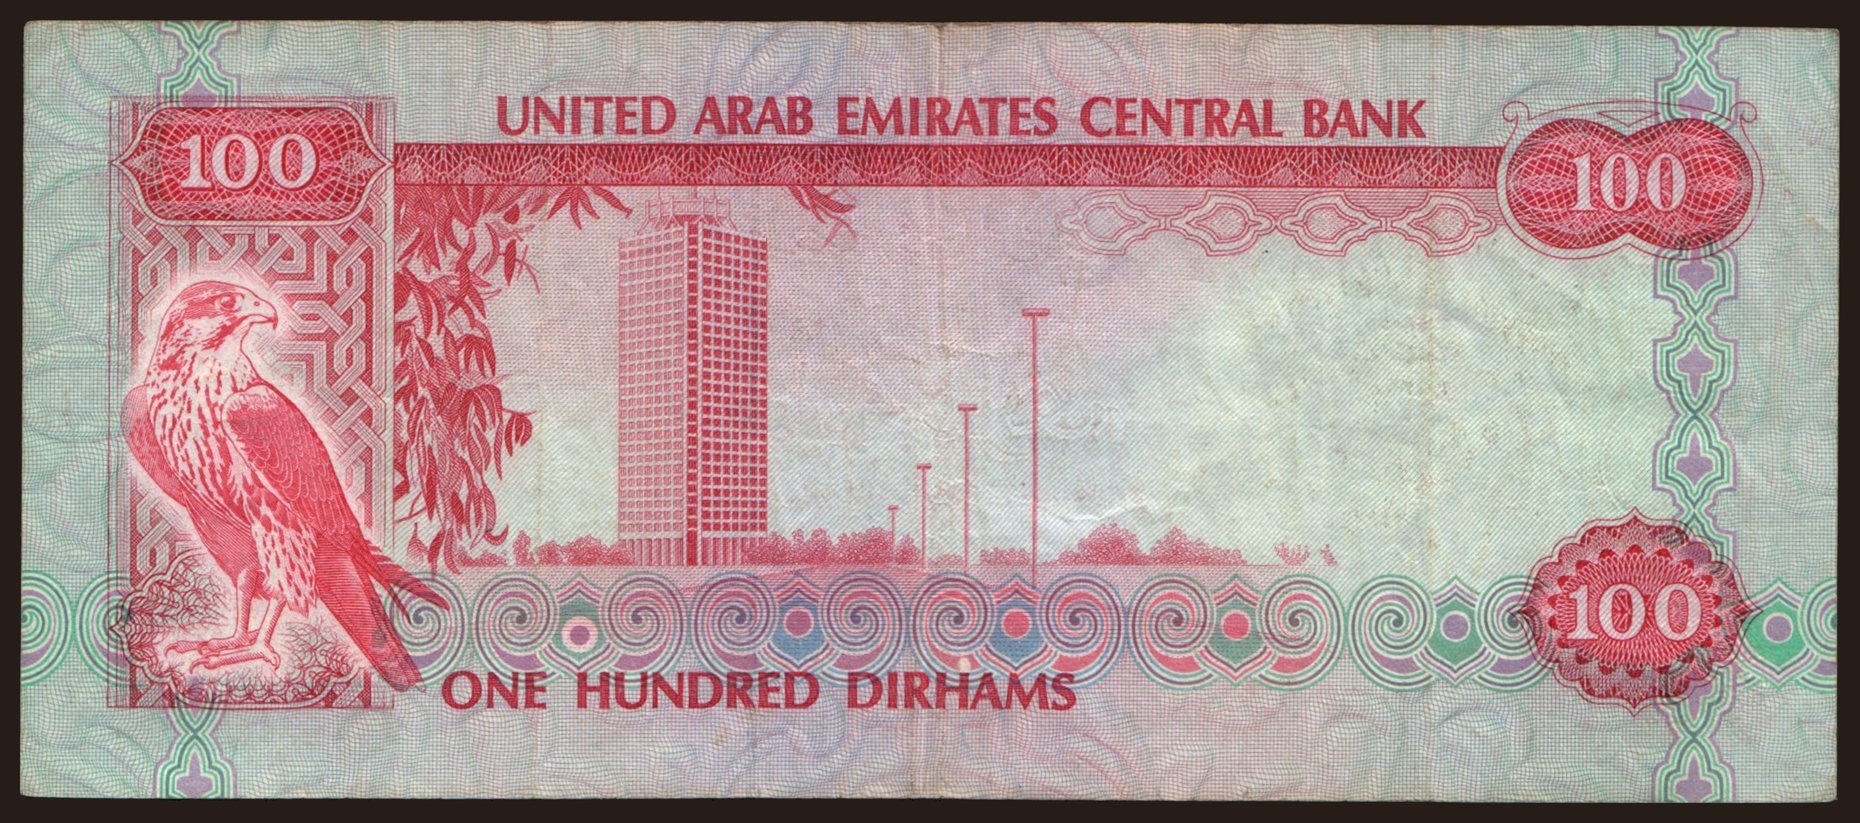 UNITED ARAB EMIRATES CENTRAL BANK
100
100
100
ONE HUNDRED DIRHAMS